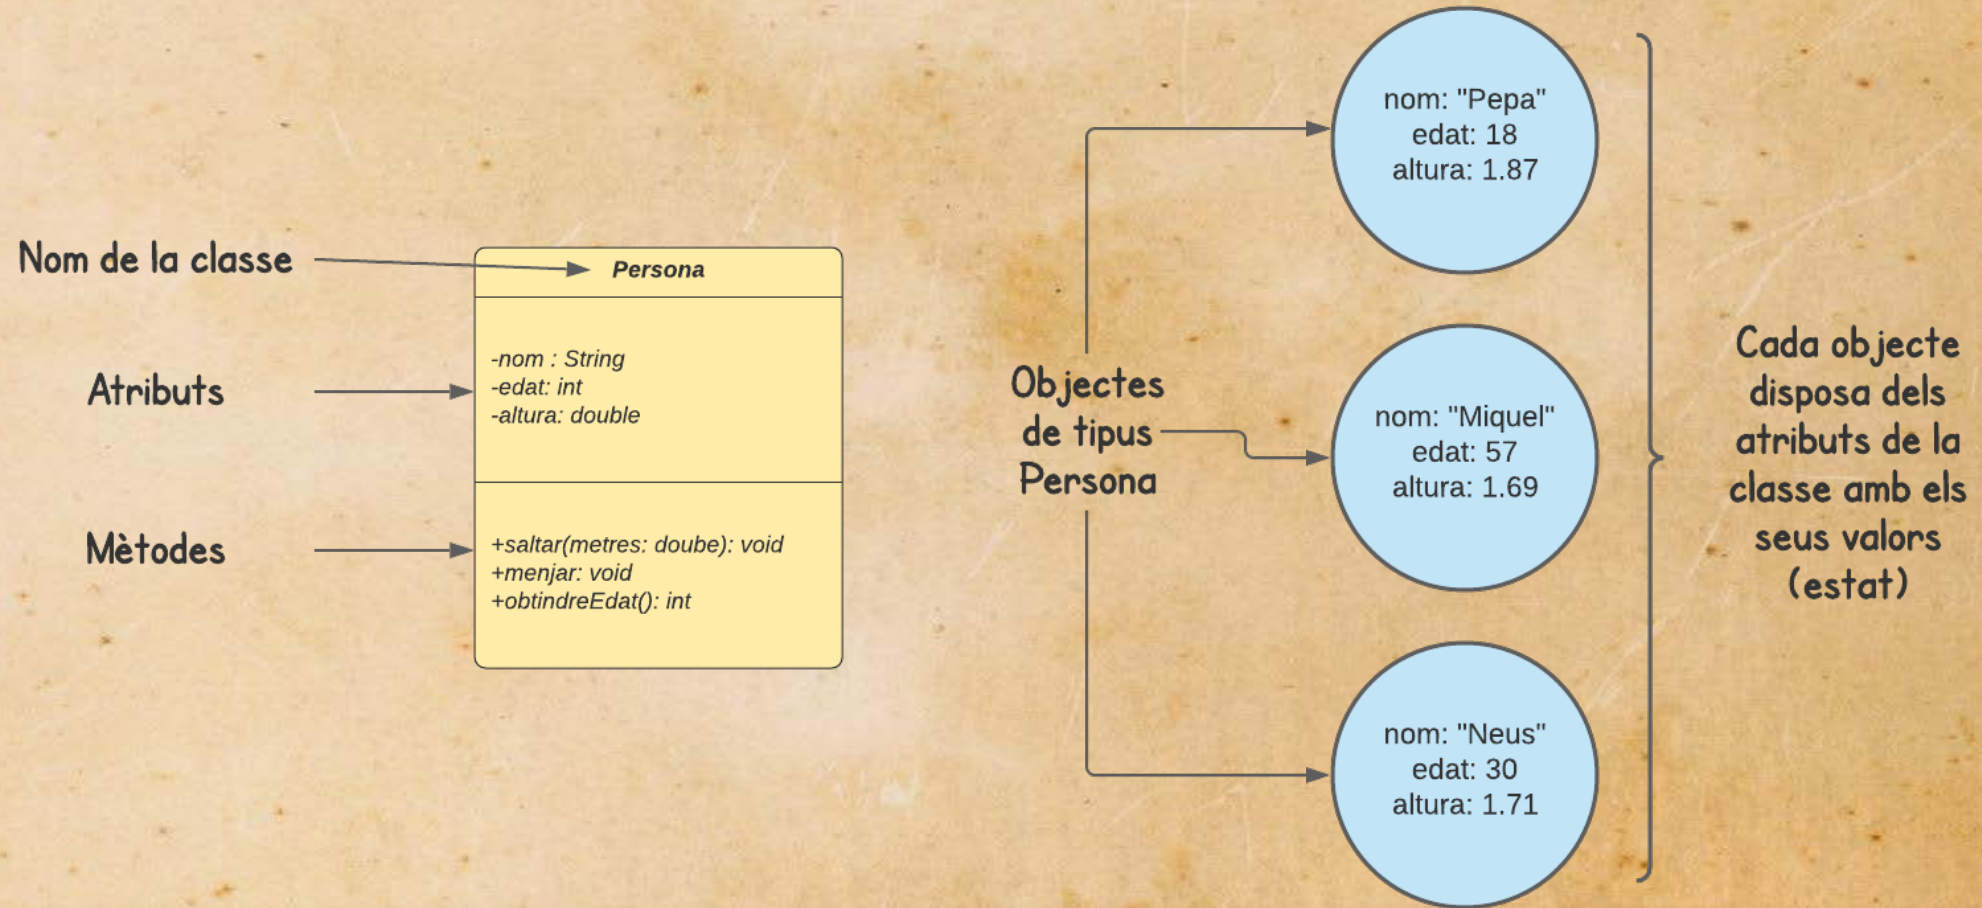 Nom de la classe
Persona
Atributs
-nom : String
-edat: int
-altura: double
Mètodes
+saltar(metres: doube): void
+menjar: void
+obtindreEdat(): int
Objectes
de tipus
Persona
nom: "Pepa"
edat: 18
altura: 1.87
nom: "Miquel"
edat: 57
altura: 1.69
nom: "Neus"
edat: 30
altura: 1.71
Cada objecte
disposa dels
atributs de la
classe amb els
seus valors
(estat)